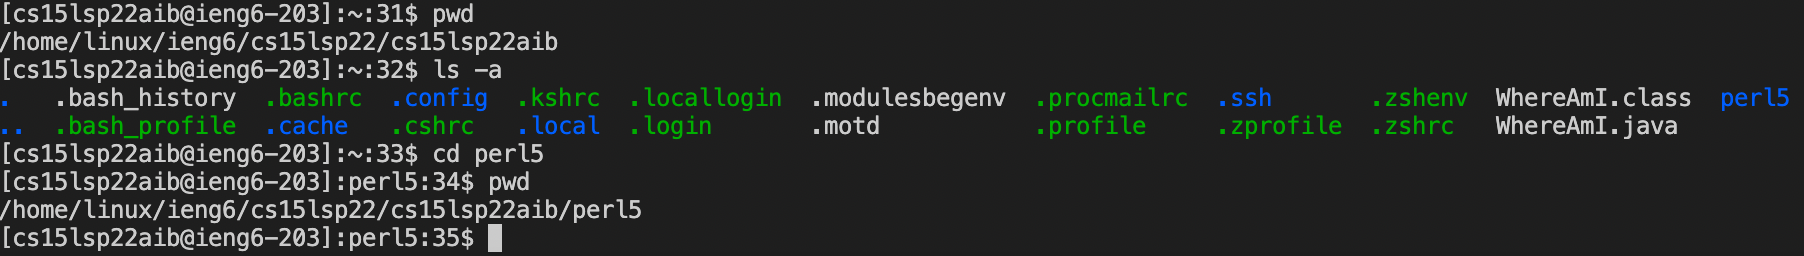 [cs15lsp22aib@ieng6-203]:~:31$ pwd
/home/linux/ieng6/cs15lsp22/cs15lsp22aib
[cs15lsp22aib@ieng6-203]:~:32$ ls -a
.   .bash_history  .bashrc  .config  .kshrc  .locallogin  .modulesbegenv  .procmailrc  .ssh       .zshenv  WhereAmI.class  perl5
..  .bash_profile  .cache   .cshrc   .local  .login       .motd           .profile     .zprofile  .zshrc   WhereAmI.java
[cs15lsp22aib@ieng6-203]:~:33$ cd perl5
[cs15lsp22aib@ieng6-203]:perl5:34$ pwd
/home/linux/ieng6/cs15lsp22/cs15lsp22aib/perl5
[cs15lsp22aib@ieng6-203]:perl5:35$